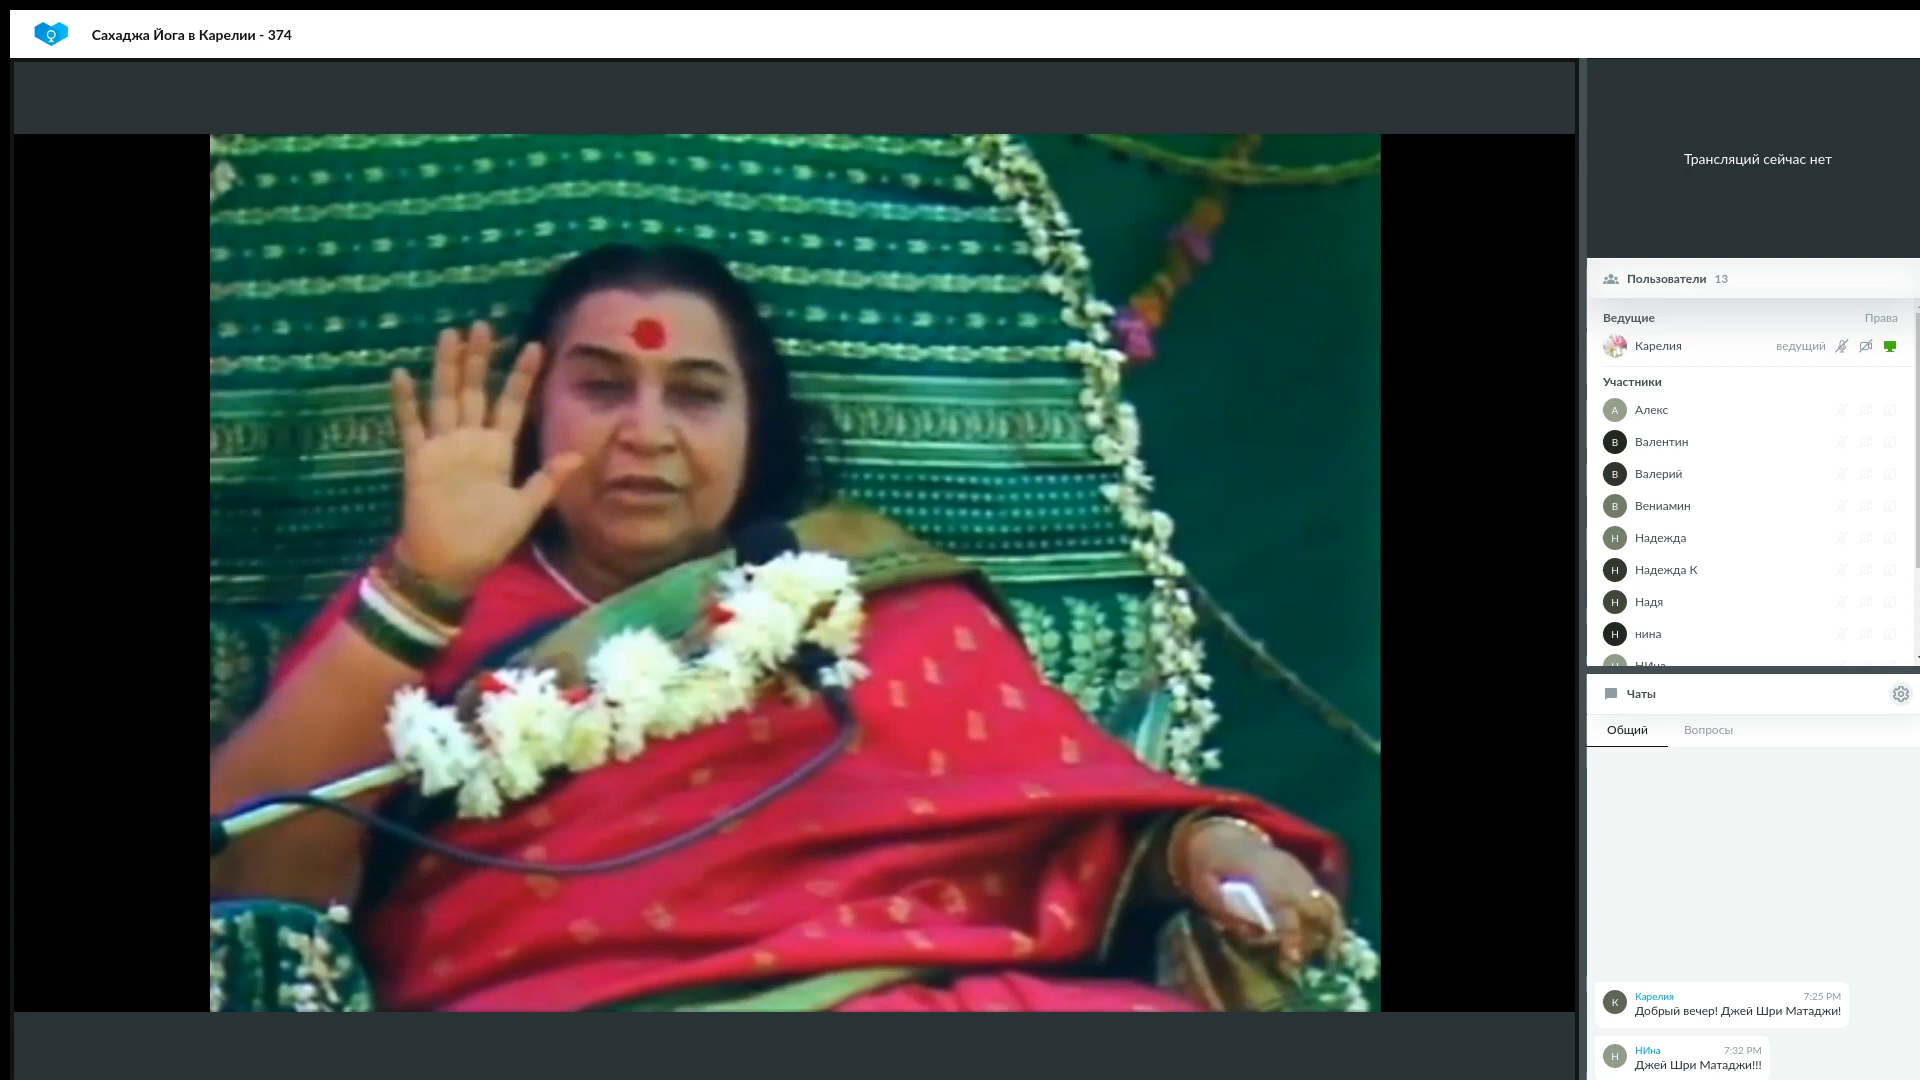 Сахаджа Йога в Карелии - 374
Трансляций сейчас нет
Пользователи 13
Ведущие Права
Карелия ведущий
Участники
А Алекс
В Валентин
В Валерий
В Вениамин
Н Надежда
Н Надежда К
Н Надя
Н нина
Н НИна
Чаты
Общий Вопросы
К Карелия 7:25 PM
Добрый вечер! Джей Шри Матаджи!
Н НИна 7:32 PM
Джей Шри Матаджи!!!